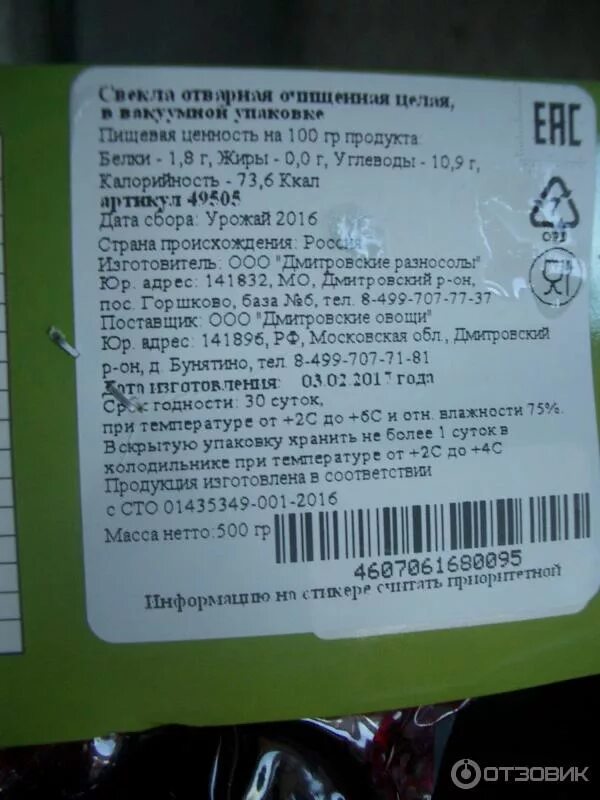 Свекла отварная очищенная целая,
в вакуумной упаковке
Пищевая ценность на 100 гр продукта:
Белки - 1,8 г, Жиры - 0,0 г, Углеводы - 10,9 г,
Калорийность - 73,6 Ккал
артикул 49505
Дата сбора: Урожай 2016
Страна происхождения: Россия
Изготовитель: ООО "Дмитровские разносолы"
Юр. адрес: 141832, МО, Дмитровский р-он,
пос. Горшково, база №6, тел. 8-499-707-77-37
Поставщик: ООО "Дмитровские овощи"
Юр. адрес: 141896, РФ, Московская обл., Дмитровский
р-он, д. Бунятино, тел. 8-499-707-71-81
Дата изготовления: 03.02.2017 года
Срок годности: 30 суток,
при температуре от +2С до +6С и отн. влажности 75%.
Вскрытую упаковку хранить не более 1 суток в
холодильнике при температуре от +2С до +4С
Продукция изготовлена в соответствии
с СТО 01435349-001-2016
Масса нетто: 500 гр
4607061680095
Информацию на стикере считать приоритетной
EAC
7
ОТЗОВИК